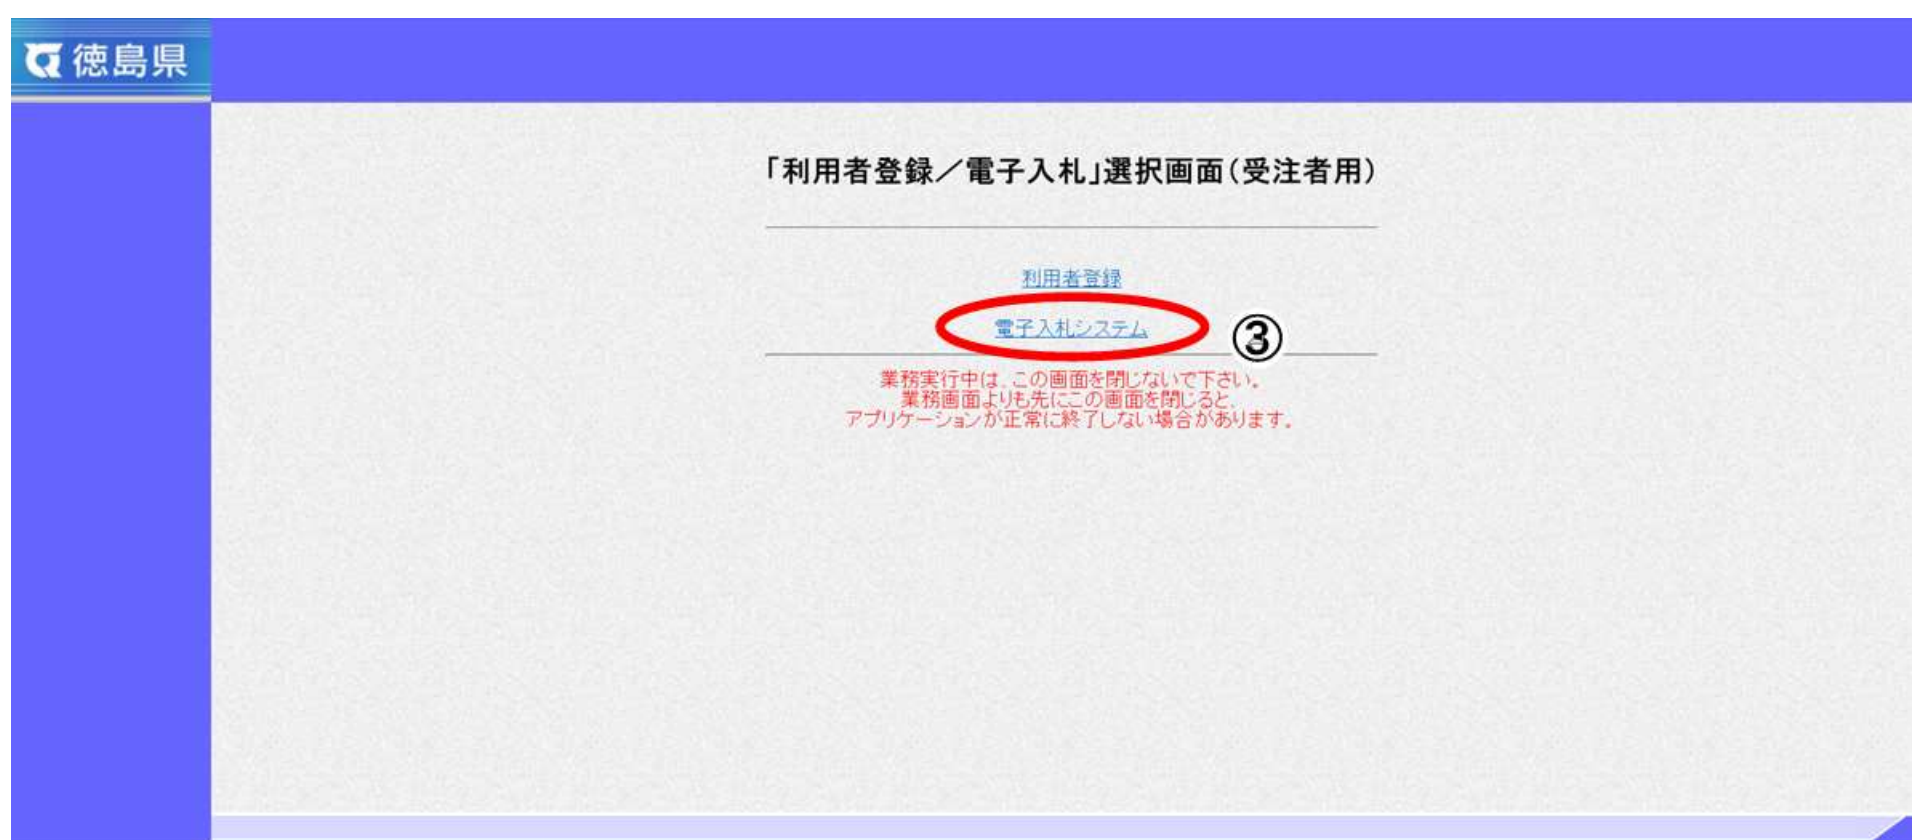 徳島県
「利用者登録／電子入札」選択画面（受注者用）
利用者登録
電子入札システム
③
業務実行中は、この画面を閉じないで下さい。
業務画面よりも先にこの画面を閉じると、
アプリケーションが正常に終了しない場合があります。